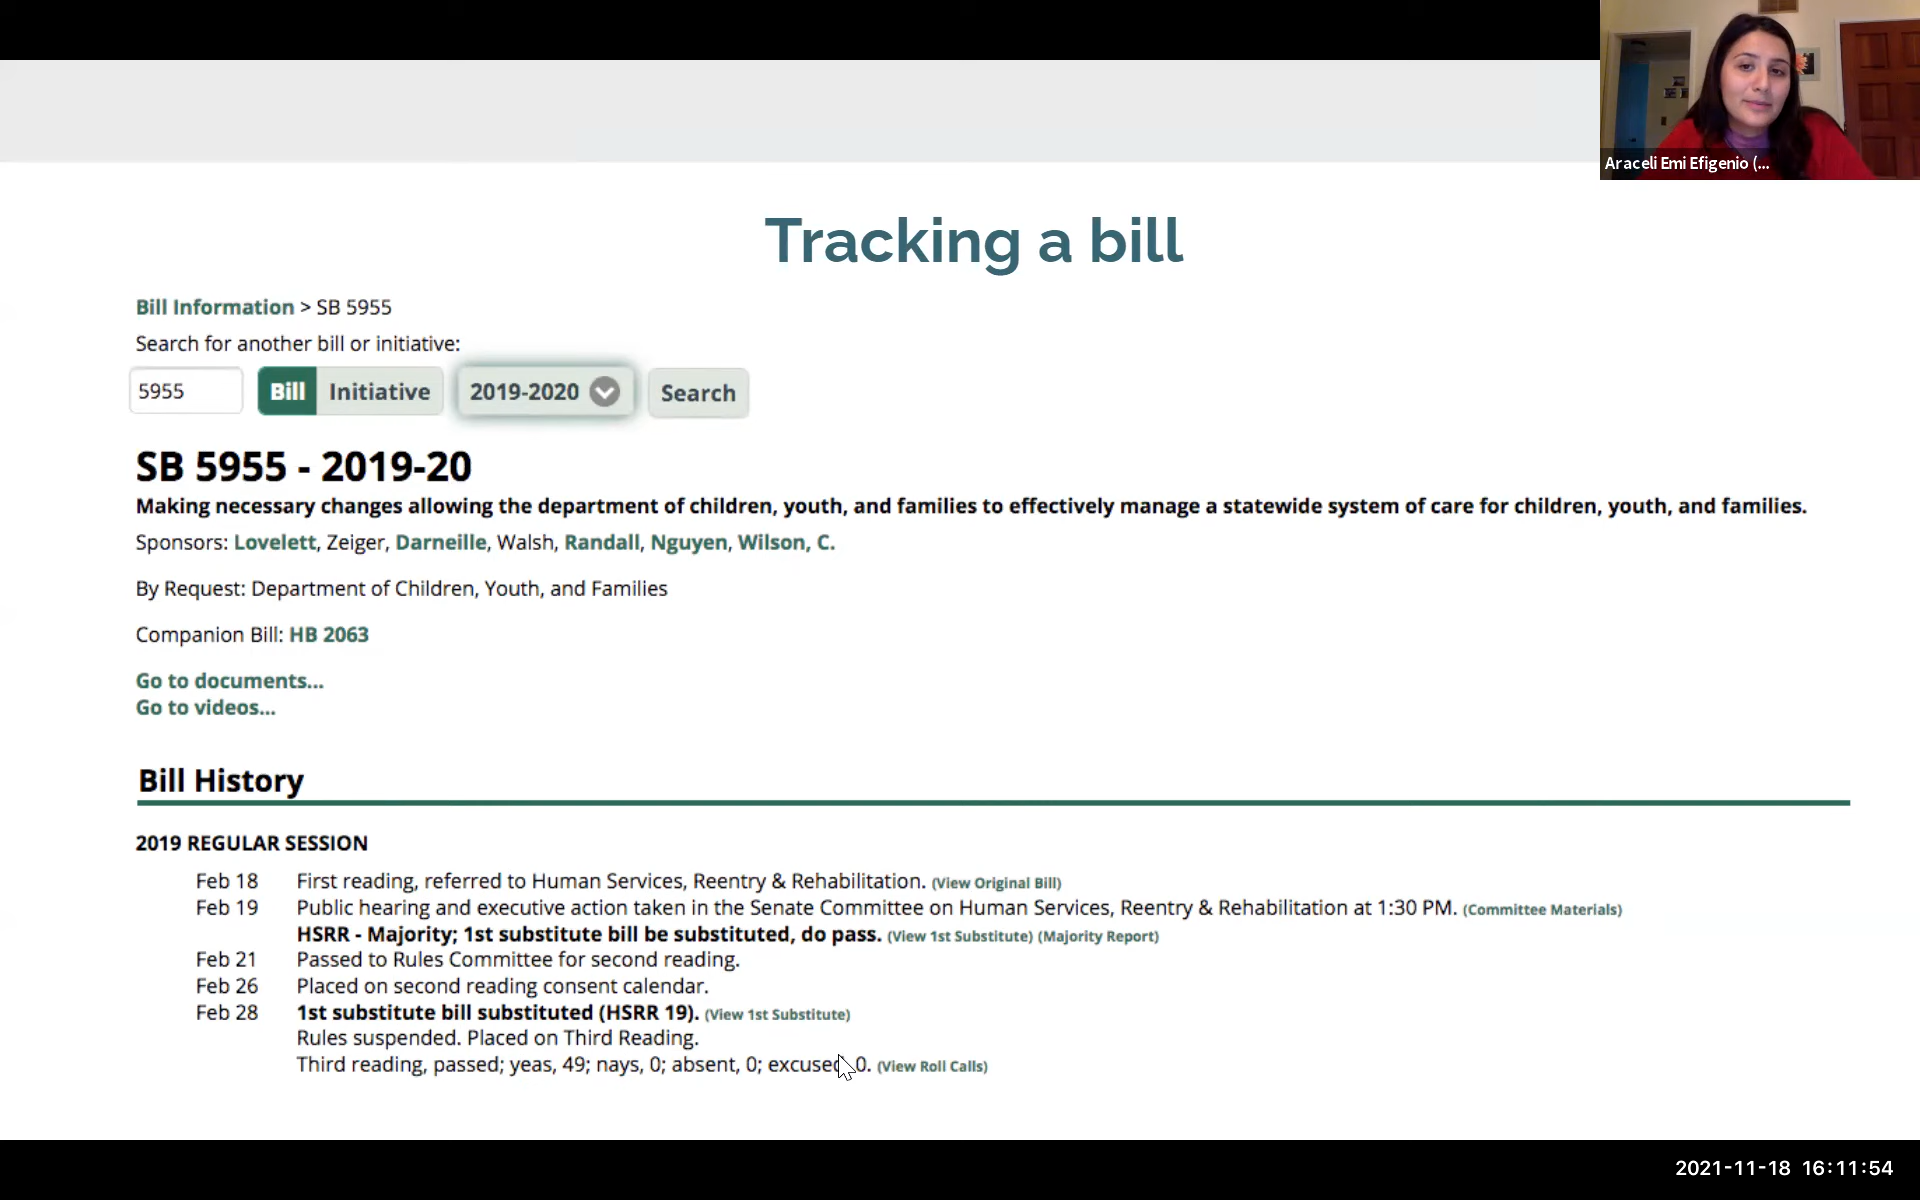 Araceli Emi Efigenio (...
Tracking a bill
Bill Information > SB 5955
Search for another bill or initiative:
5955 Bill Initiative 2019-2020 Search
SB 5955 - 2019-20
Making necessary changes allowing the department of children, youth, and families to effectively manage a statewide system of care for children, youth, and families.
Sponsors: Lovelett, Zeiger, Darneille, Walsh, Randall, Nguyen, Wilson, C.
By Request: Department of Children, Youth, and Families
Companion Bill: HB 2063
Go to documents...
Go to videos...
Bill History
2019 REGULAR SESSION
Feb 18 First reading, referred to Human Services, Reentry & Rehabilitation. (View Original Bill)
Feb 19 Public hearing and executive action taken in the Senate Committee on Human Services, Reentry & Rehabilitation at 1:30 PM. (Committee Materials)
HSRR - Majority; 1st substitute bill be substituted, do pass. (View 1st Substitute) (Majority Report)
Feb 21 Passed to Rules Committee for second reading.
Feb 26 Placed on second reading consent calendar.
Feb 28 1st substitute bill substituted (HSRR 19). (View 1st Substitute)
Rules suspended. Placed on Third Reading.
Third reading, passed; yeas, 49; nays, 0; absent, 0; excused, 0. (View Roll Calls)
2021-11-18 16:11:54